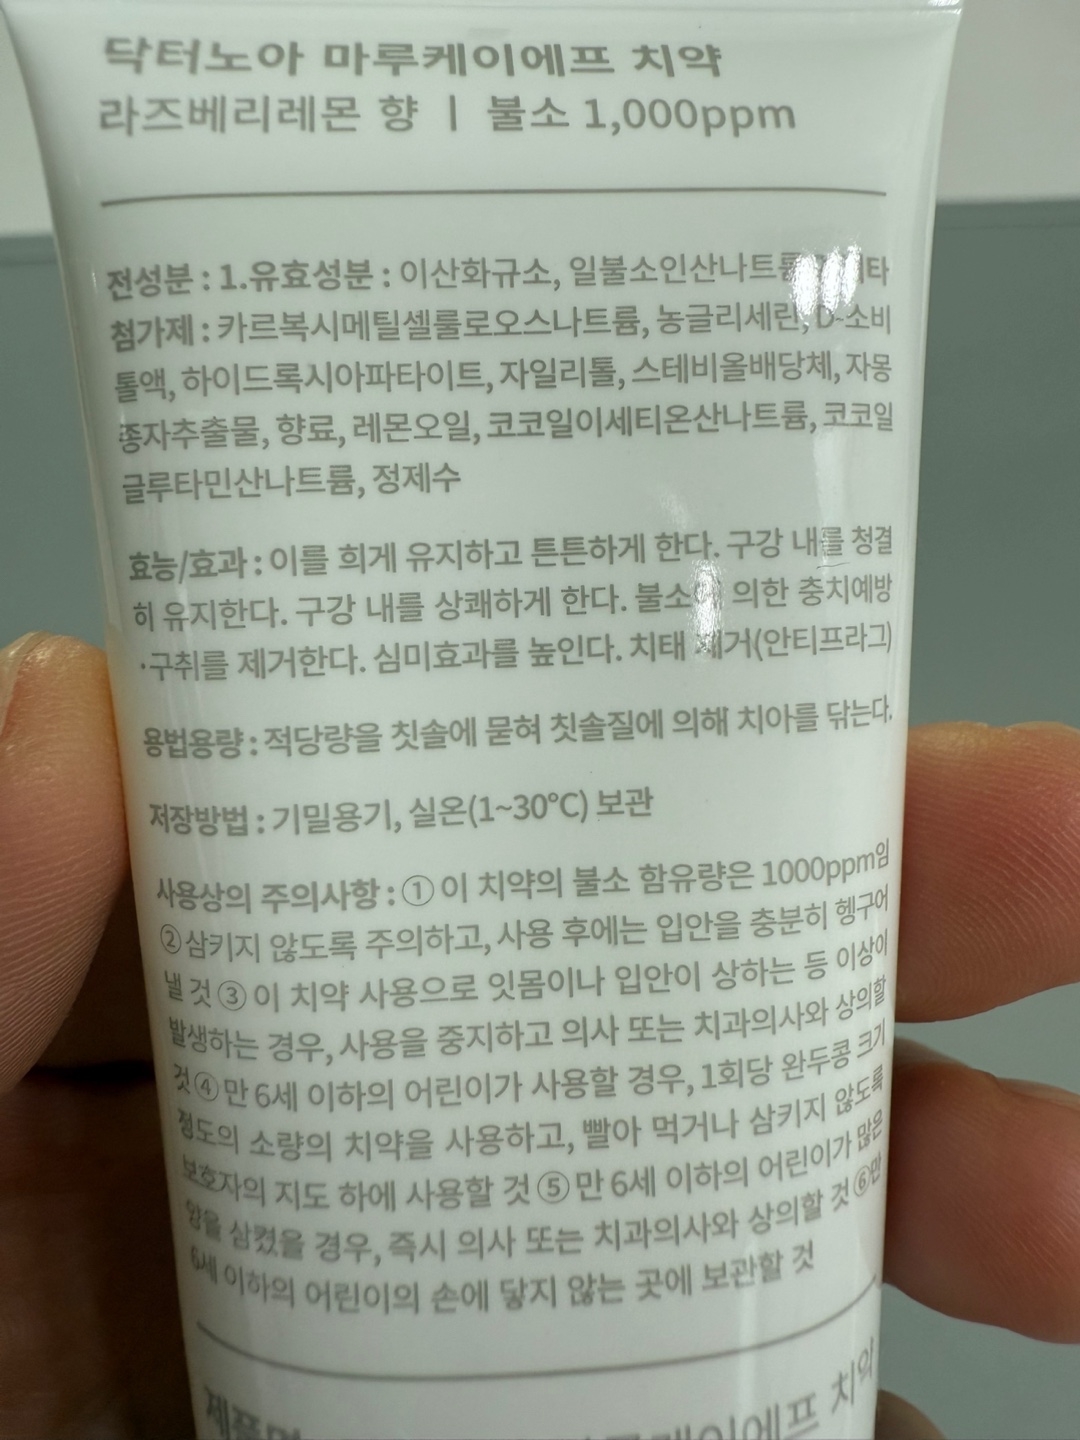 닥터노아 마루케이에프 치약
라즈베리레몬 향 | 불소 1,000ppm
전성분 : 1.유효성분 : 이산화규소, 일불소인산나트륨 타
첨가제 : 카르복시메틸셀룰로오스나트륨, 농글리세린, D-소비
톨액, 하이드록시아파타이트, 자일리톨, 스테비올배당체, 자몽
종자추출물, 향료, 레몬오일, 코코일이세티온산나트륨, 코코일
글루타민산나트륨, 정제수
효능/효과 : 이를 희게 유지하고 튼튼하게 한다. 구강 내를 청결
히 유지한다. 구강 내를 상쾌하게 한다. 불소에 의한 충치예방
·구취를 제거한다. 심미효과를 높인다. 치태 제거(안티프라그)
용법용량 : 적당량을 칫솔에 묻혀 칫솔질에 의해 치아를 닦는다.
저장방법 : 기밀용기, 실온(1~30℃) 보관
사용상의 주의사항 : ① 이 치약의 불소 함유량은 1000ppm임
② 삼키지 않도록 주의하고, 사용 후에는 입안을 충분히 헹구어
낼 것 ③ 이 치약 사용으로 잇몸이나 입안이 상하는 등 이상이
발생하는 경우, 사용을 중지하고 의사 또는 치과의사와 상의할
것 ④ 만 6세 이하의 어린이가 사용할 경우, 1회당 완두콩 크기
정도의 소량의 치약을 사용하고, 빨아 먹거나 삼키지 않도록
보호자의 지도 하에 사용할 것 ⑤ 만 6세 이하의 어린이가 많은
양을 삼켰을 경우, 즉시 의사 또는 치과의사와 상의할 것 ⑥ 만
6세 이하의 어린이의 손에 닿지 않는 곳에 보관할 것
제품명 치약